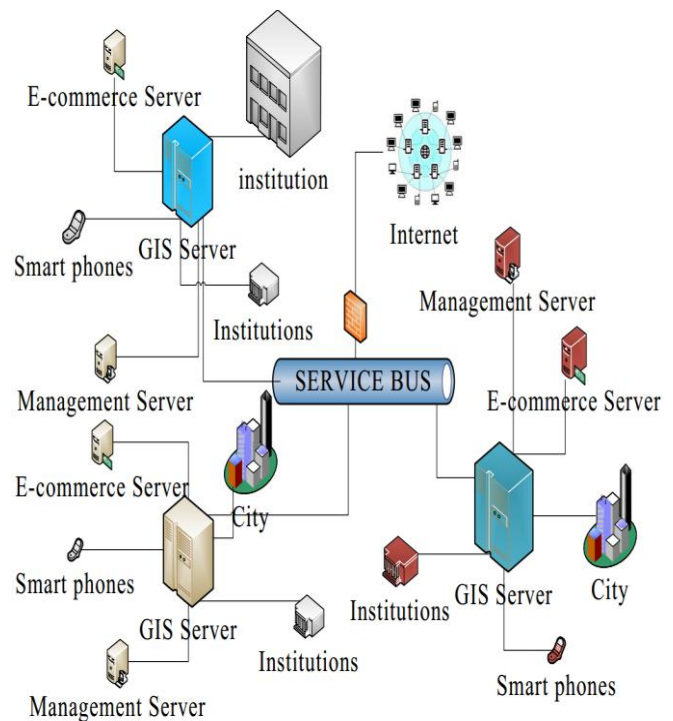 E-commerce Server
institution
Internet
Smart phones
GIS Server
Management Server
Institutions
SERVICE BUS
Management Server
E-commerce Server
E-commerce Server
City
Smart phones
GIS Server
Institutions
GIS Server
City
Institutions
Management Server
Smart phones